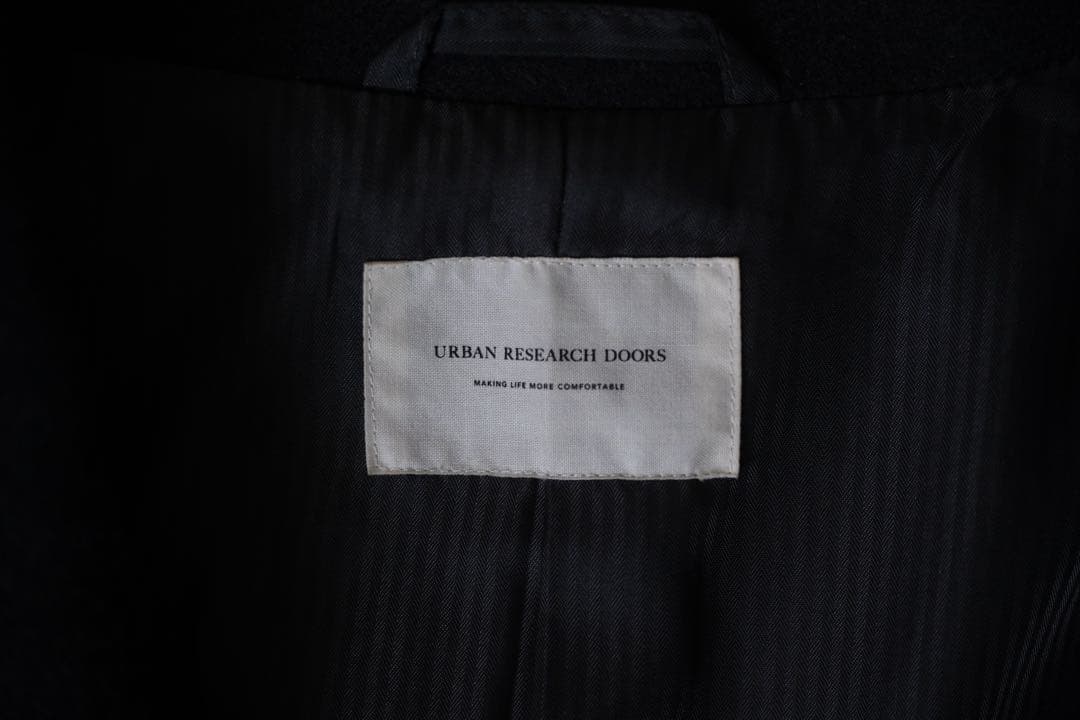 URBAN RESEARCH DOORS
MAKING LIFE MORE COMFORTABLE